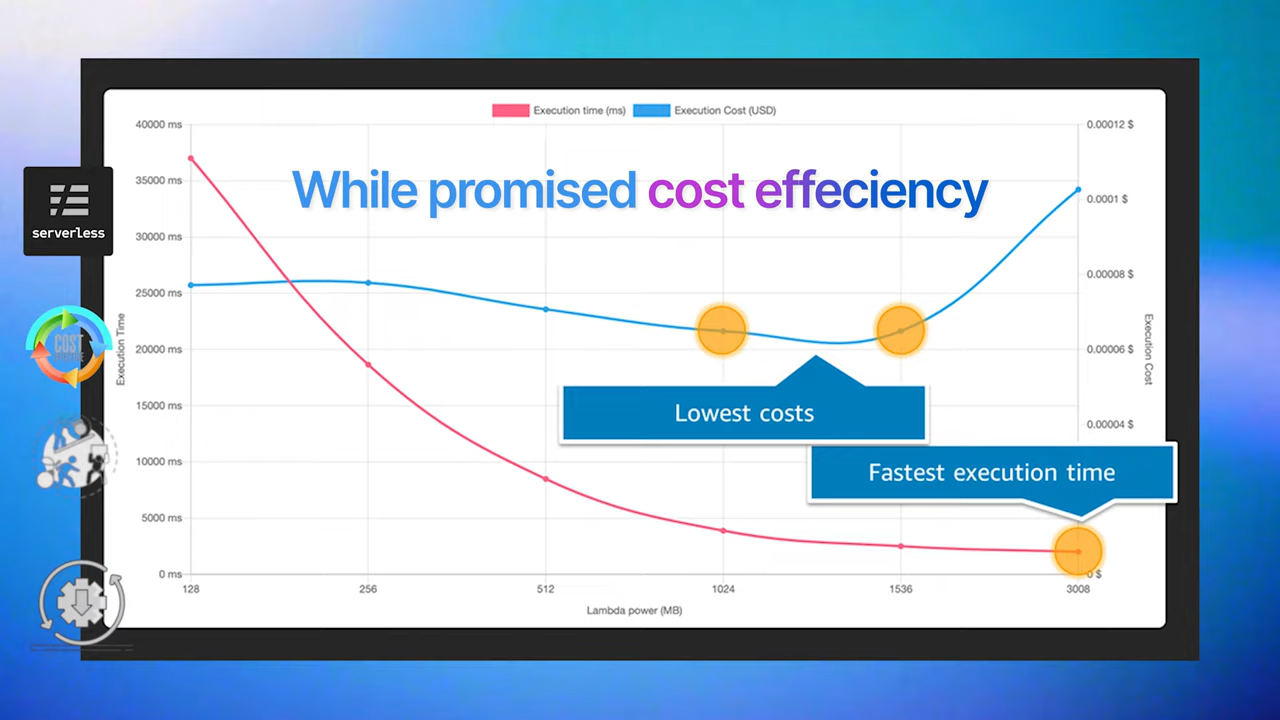 Execution time (ms) Execution Cost (USD)
40000 ms
35000 ms
30000 ms
25000 ms
20000 ms
15000 ms
10000 ms
5000 ms
0 ms
Execution Time
While promised cost effeciency
serverless
COST
Lowest costs
Fastest execution time
0.00012 $
0.0001 $
0.00008 $
0.00006 $
0.00004 $
0 $
Execution Cost
128 256 512 1024 1536 3008
Lambda power (MB)